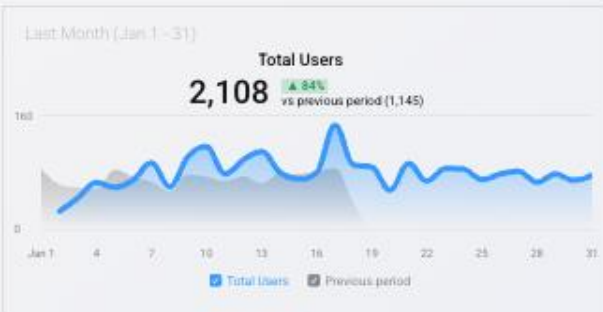 Last Month (Jan 1 - 31)
Total Users
2,108 ▲ 84%
vs previous period (1,145)
160
0
Jan 1 4 7 10 13 16 19 22 25 28 31
Total Users Previous period